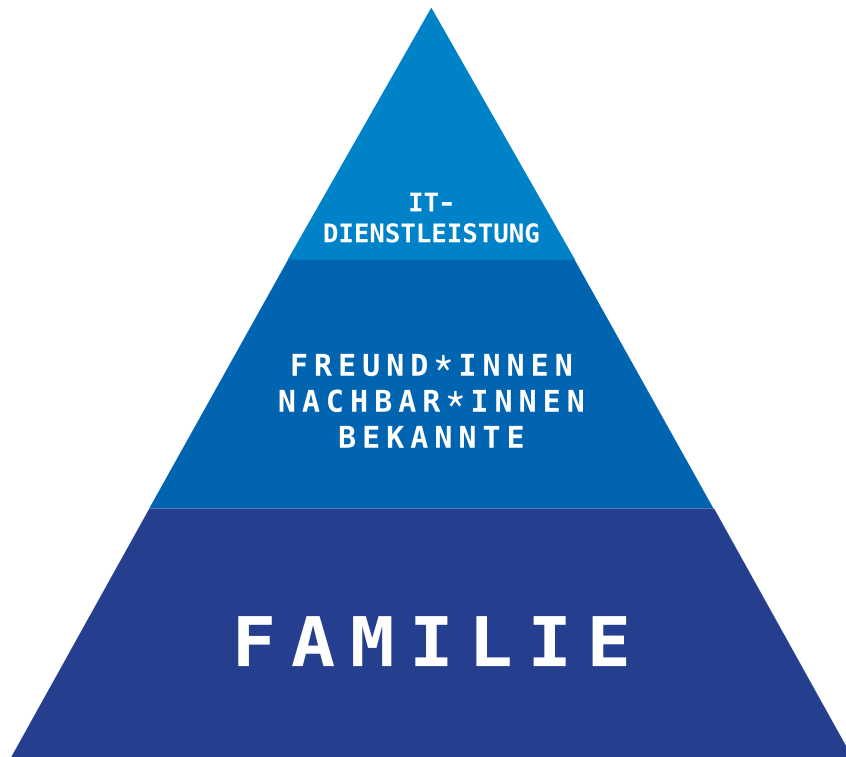 IT-
DIENSTLEISTUNG
FREUND*INNEN
NACHBAR*INNEN
BEKANNTE
FAMILIE